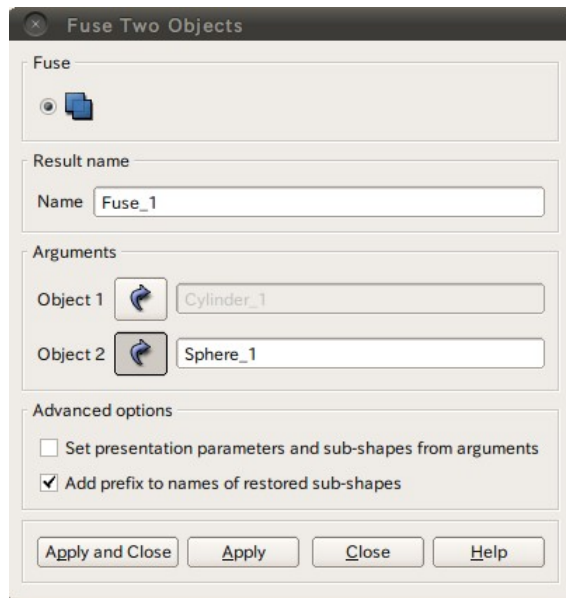 Fuse Two Objects
Fuse
Result name
Name Fuse_1
Arguments
Object 1 Cylinder_1
Object 2 Sphere_1
Advanced options
Set presentation parameters and sub-shapes from arguments
Add prefix to names of restored sub-shapes
Apply and Close Apply Close Help